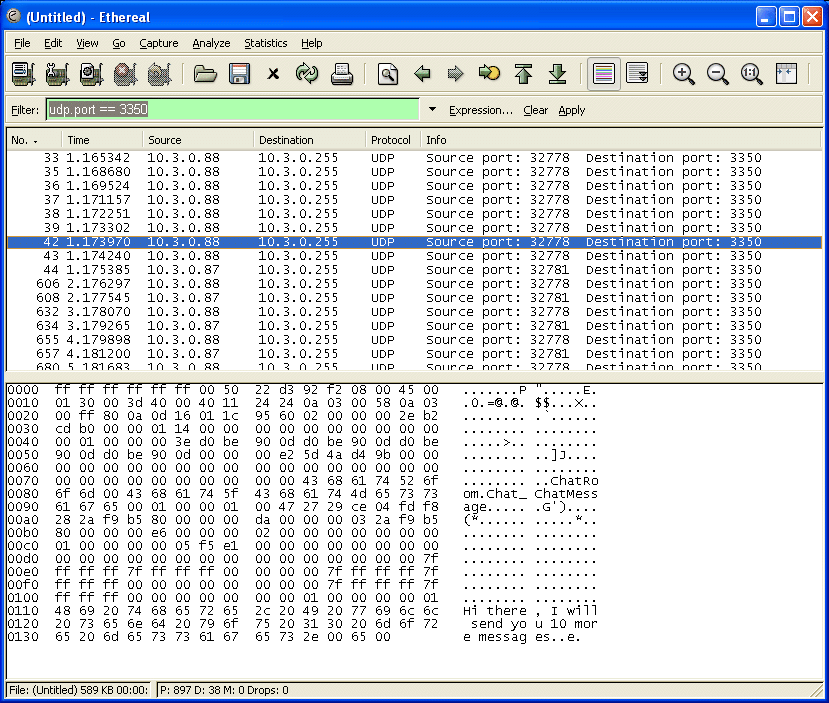 (Untitled) - Ethereal
File Edit View Go Capture Analyze Statistics Help
Filter: udp.port == 3350 Expression... Clear Apply
No. Time Source Destination Protocol Info
33 1.165342 10.3.0.88 10.3.0.255 UDP Source port: 32778 Destination port: 3350
35 1.168680 10.3.0.88 10.3.0.255 UDP Source port: 32778 Destination port: 3350
36 1.169524 10.3.0.88 10.3.0.255 UDP Source port: 32778 Destination port: 3350
37 1.171157 10.3.0.88 10.3.0.255 UDP Source port: 32778 Destination port: 3350
38 1.172251 10.3.0.88 10.3.0.255 UDP Source port: 32778 Destination port: 3350
39 1.173302 10.3.0.88 10.3.0.255 UDP Source port: 32778 Destination port: 3350
42 1.173970 10.3.0.88 10.3.0.255 UDP Source port: 32778 Destination port: 3350
43 1.174240 10.3.0.88 10.3.0.255 UDP Source port: 32778 Destination port: 3350
44 1.175385 10.3.0.87 10.3.0.255 UDP Source port: 32781 Destination port: 3350
606 2.176297 10.3.0.88 10.3.0.255 UDP Source port: 32778 Destination port: 3350
608 2.177545 10.3.0.87 10.3.0.255 UDP Source port: 32781 Destination port: 3350
632 3.178070 10.3.0.88 10.3.0.255 UDP Source port: 32778 Destination port: 3350
634 3.179265 10.3.0.87 10.3.0.255 UDP Source port: 32781 Destination port: 3350
655 4.179898 10.3.0.88 10.3.0.255 UDP Source port: 32778 Destination port: 3350
657 4.181200 10.3.0.87 10.3.0.255 UDP Source port: 32781 Destination port: 3350
680 5.181683 10.3.0.88 10.3.0.255 UDP Source port: 32778 Destination port: 3350
0000 ff ff ff ff ff ff 00 50 22 d3 92 f2 08 00 45 00 .......P ".....E.
0010 01 30 00 3d 40 00 40 11 24 24 0a 03 00 58 0a 03 .0.=@.@. $$...X..
0020 00 ff 80 0a 0d 16 01 1c 95 60 02 00 00 00 2e b2 ........ .`......
0030 cd b0 00 00 01 14 00 00 00 00 00 00 00 00 00 00 ........ ........
0040 00 01 00 00 00 3e d0 be 90 0d d0 be 90 0d d0 be .....>.. ........
0050 90 0d d0 be 90 0d 00 00 00 e2 5d 4a d4 9b 00 00 ........ ..]J....
0060 00 00 00 00 00 00 00 00 00 00 00 00 00 00 00 00 ........ ........
0070 00 00 00 00 00 00 00 00 00 00 43 68 61 74 52 6f ........ ..ChatRo
0080 6f 6d 00 43 68 61 74 5f 43 68 61 74 4d 65 73 73 om.Chat_ ChatMess
0090 61 67 65 00 01 00 00 01 00 47 27 29 ce 04 fd f8 age..... .G')....
00a0 28 2a f9 b5 80 00 00 00 da 00 00 00 03 2a f9 b5 (*...... .....*..
00b0 80 00 00 00 e6 00 00 00 02 00 00 00 00 00 00 00 ........ ........
00c0 01 00 00 00 00 05 f5 e1 00 00 00 00 00 00 00 00 ........ ........
00d0 00 00 00 00 00 00 00 00 00 00 00 00 00 00 00 7f ........ ........
00e0 ff ff ff 7f ff ff ff ff 00 00 00 00 7f ff ff ff 7f ........ ........
00f0 ff ff ff 00 00 00 00 00 00 00 00 7f ff ff ff 7f ........ ........
0100 ff ff ff 00 00 00 00 00 00 00 01 00 00 00 00 01 ........ ........
0110 48 69 20 74 68 65 72 65 2c 20 49 20 77 69 6c 6c Hi there , I will
0120 20 73 65 6e 64 20 79 6f 75 20 31 30 20 6d 6f 72 send yo u 10 mor
0130 65 20 6d 65 73 73 61 67 65 73 2e 00 65 00 e messag es..e.
File: (Untitled) 589 KB 00:00: P: 897 D: 38 M: 0 Drops: 0